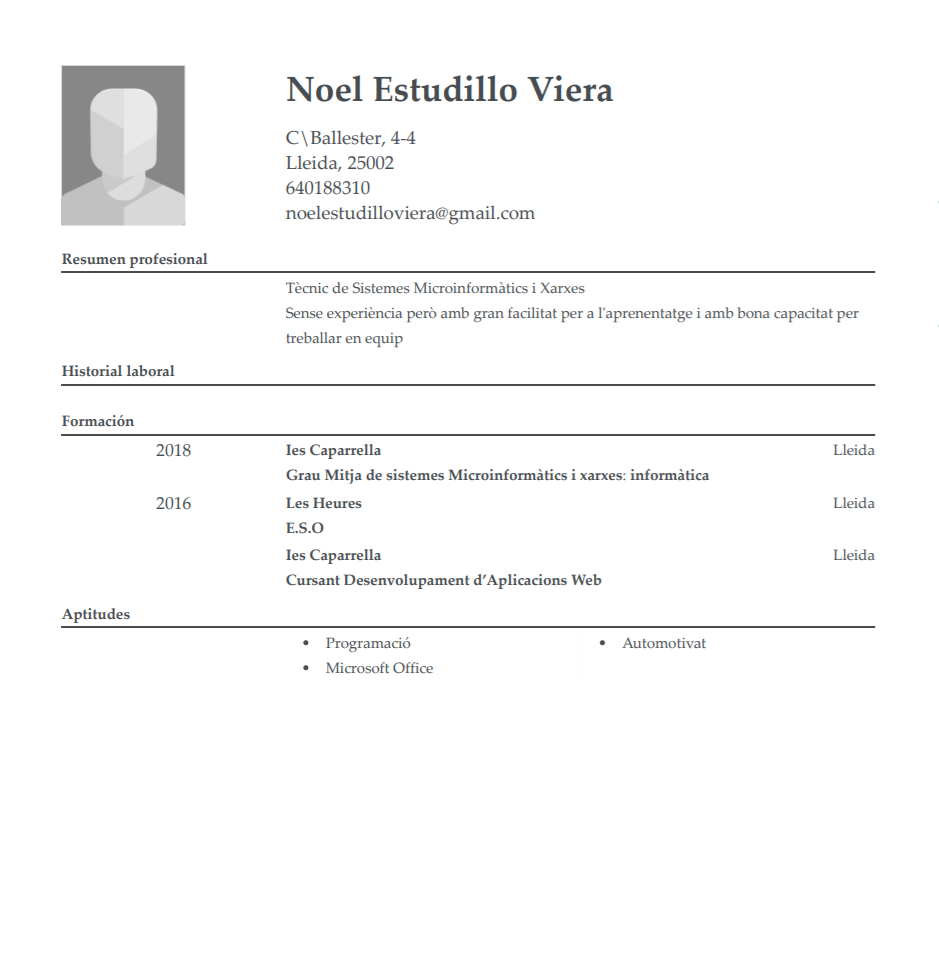 Noel Estudillo Viera
C\Ballester, 4-4
Lleida, 25002
640188310
noelestudilloviera@gmail.com
Resumen profesional
Tècnic de Sistemes Microinformàtics i Xarxes
Sense experiència però amb gran facilitat per a l'aprenentatge i amb bona capacitat per
treballar en equip
Historial laboral
Formación
2018 Ies Caparrella Lleida
Grau Mitja de sistemes Microinformàtics i xarxes: informàtica
2016 Les Heures Lleida
E.S.O
Ies Caparrella Lleida
Cursant Desenvolupament d’Aplicacions Web
Aptitudes
• Programació • Automotivat
• Microsoft Office